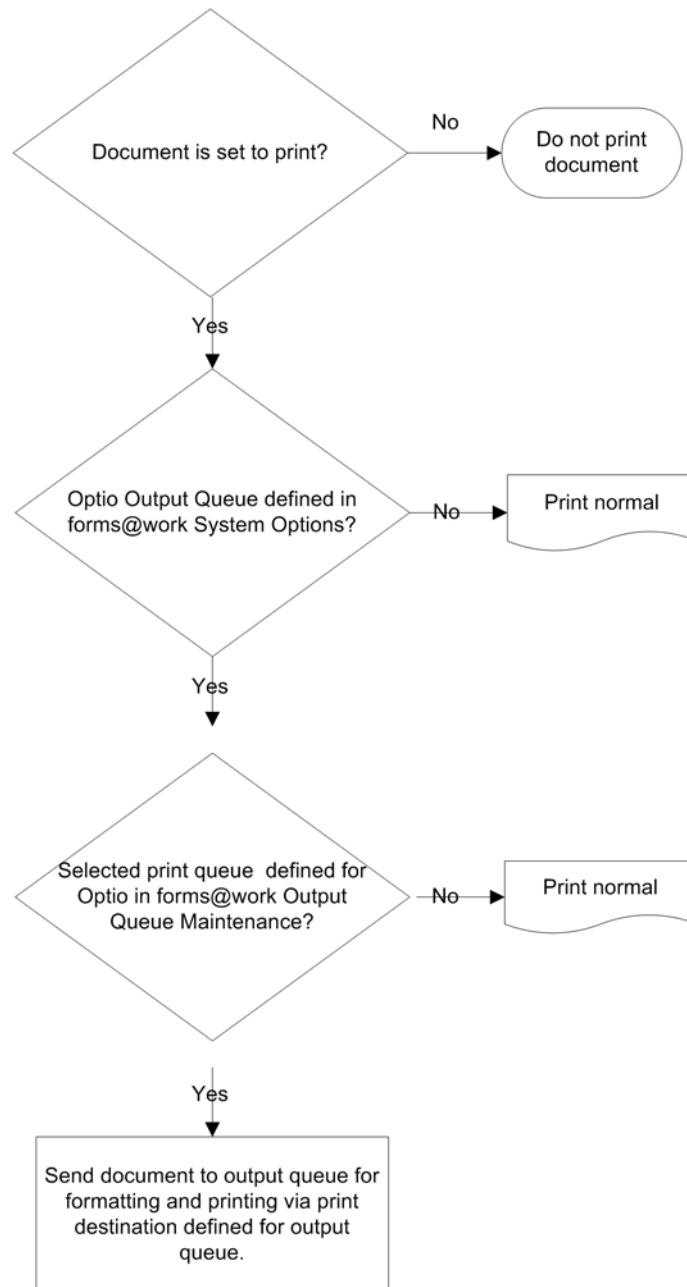 Document is set to print?
No
Do not print
document
Yes
Optio Output Queue defined in
forms@work System Options?
No
Print normal
Yes
Selected print queue  defined for
Optio in forms@work Output
Queue Maintenance?
No
Print normal
Yes
Send document to output queue for
formatting and printing via print
destination defined for output
queue.